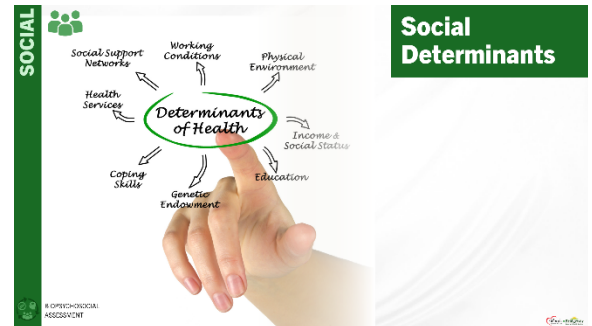 SOCIAL
Social
Determinants
Social Support
Networks
Working
Conditions
Physical
Environment
Health
Services
Determinants
of Health
Income &
Social Status
Coping
Skills
Genetic
Endowment
Education
BIOPSYCHOSOCIAL
ASSESSMENT